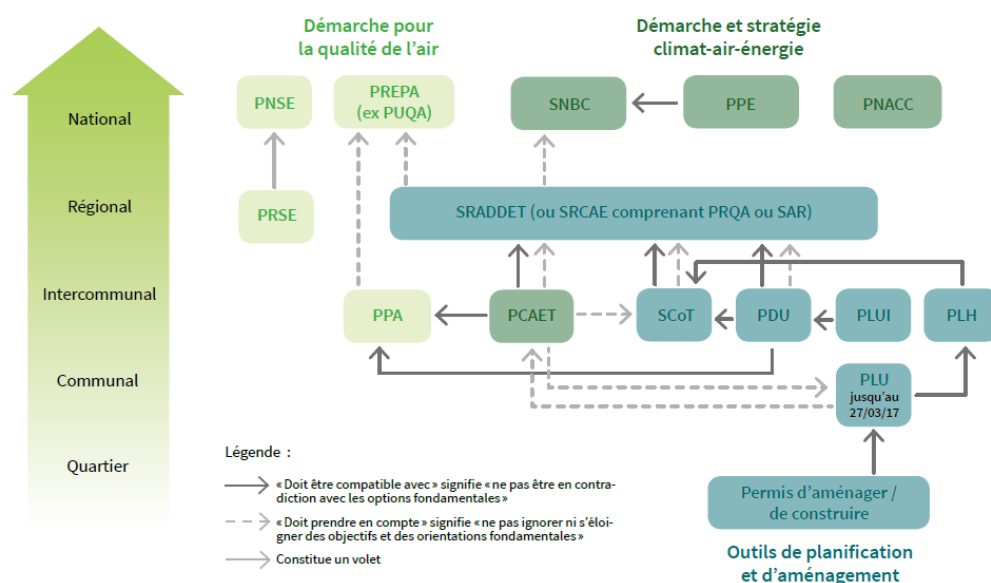 Démarche pour
la qualité de l’air
Démarche et stratégie
climat-air-énergie
National
PNSE
PREPA
(ex PUQA)
SNBC
PPE
PNACC
Régional
PRSE
SRADDET (ou SRCAE comprenant PRQA ou SAR)
Intercommunal
PPA
PCAET
SCoT
PDU
PLUI
PLH
Communal
PLU
jusqu’au
27/03/17
Quartier
Permis d’aménager /
de construire
Outils de planification
et d’aménagement
Légende :
« Doit être compatible avec » signifie « ne pas être en contra-
diction avec les options fondamentales »
« Doit prendre en compte » signifie « ne pas ignorer ni s’éloi-
gner des objectifs et des orientations fondamentales »
Constitue un volet